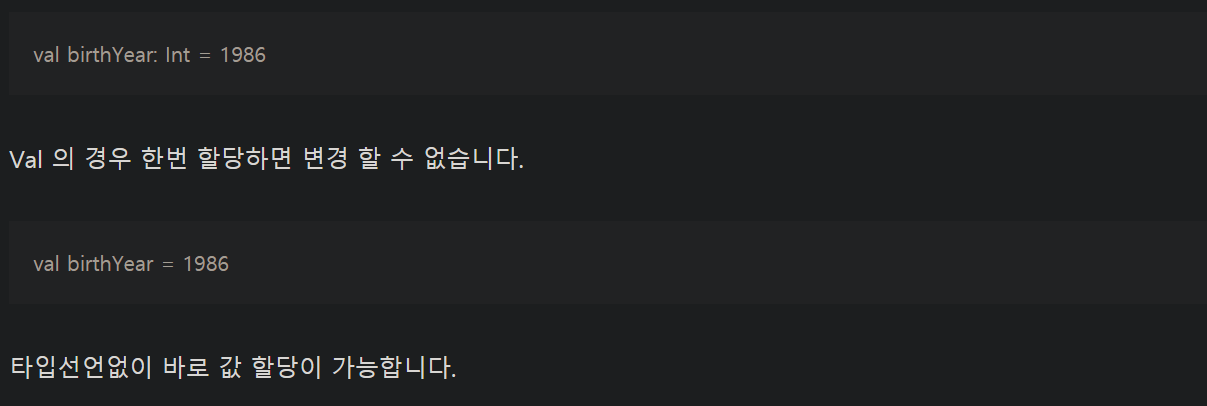 val birthYear: Int = 1986
Val 의 경우 한번 할당하면 변경 할 수 없습니다.
val birthYear = 1986
타입선언없이 바로 값 할당이 가능합니다.